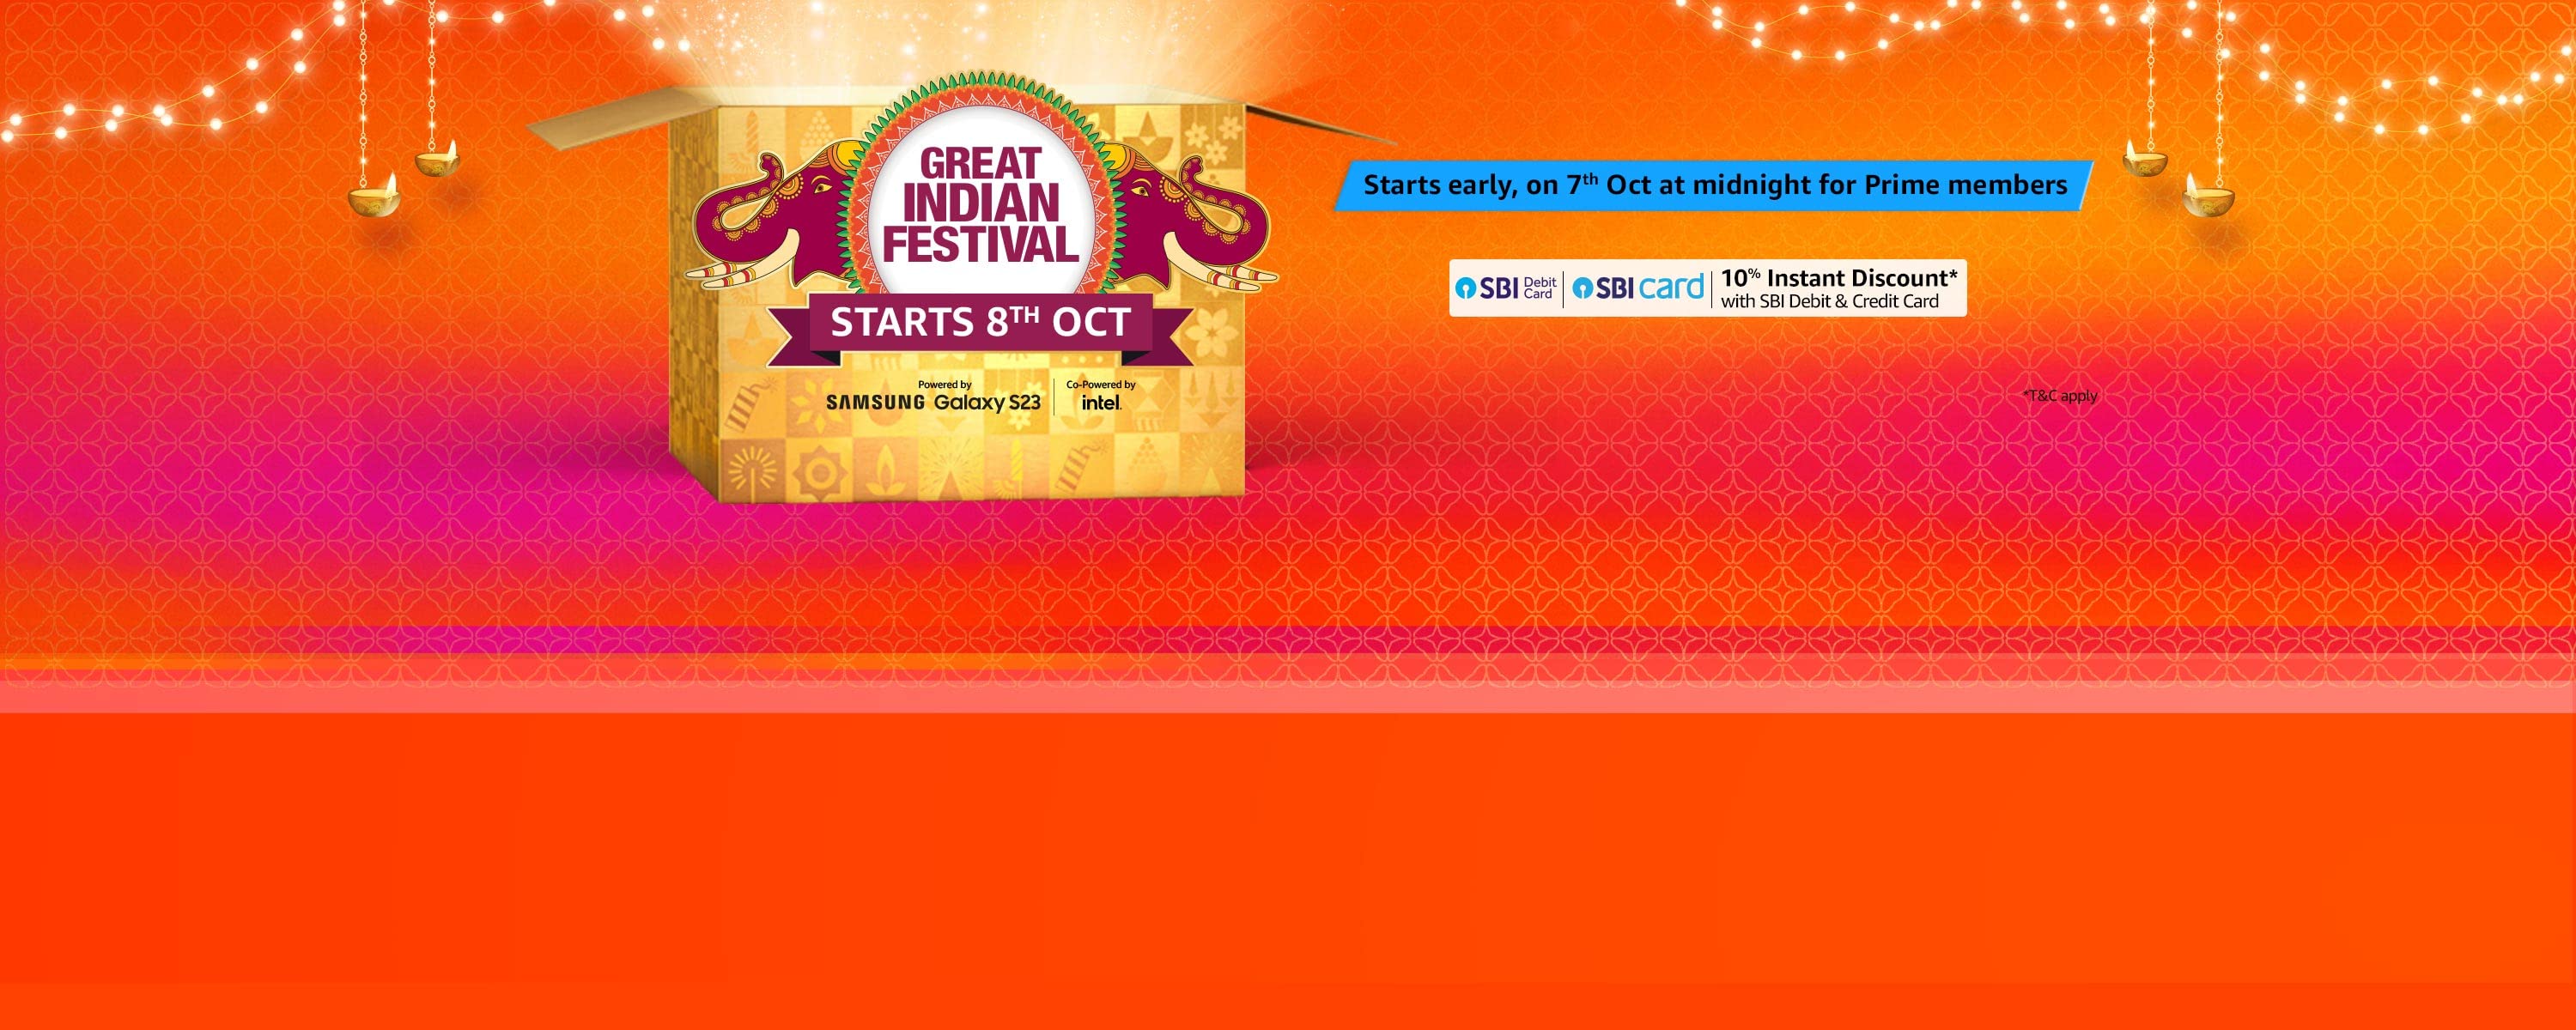 GREAT
INDIAN
FESTIVAL
STARTS 8TH OCT
Powered by
SAMSUNG Galaxy S23
Co-Powered by
intel.
Starts early, on 7th Oct at midnight for Prime members
SBI Debit Card
SBI card
10% Instant Discount*
with SBI Debit & Credit Card
*T&C apply